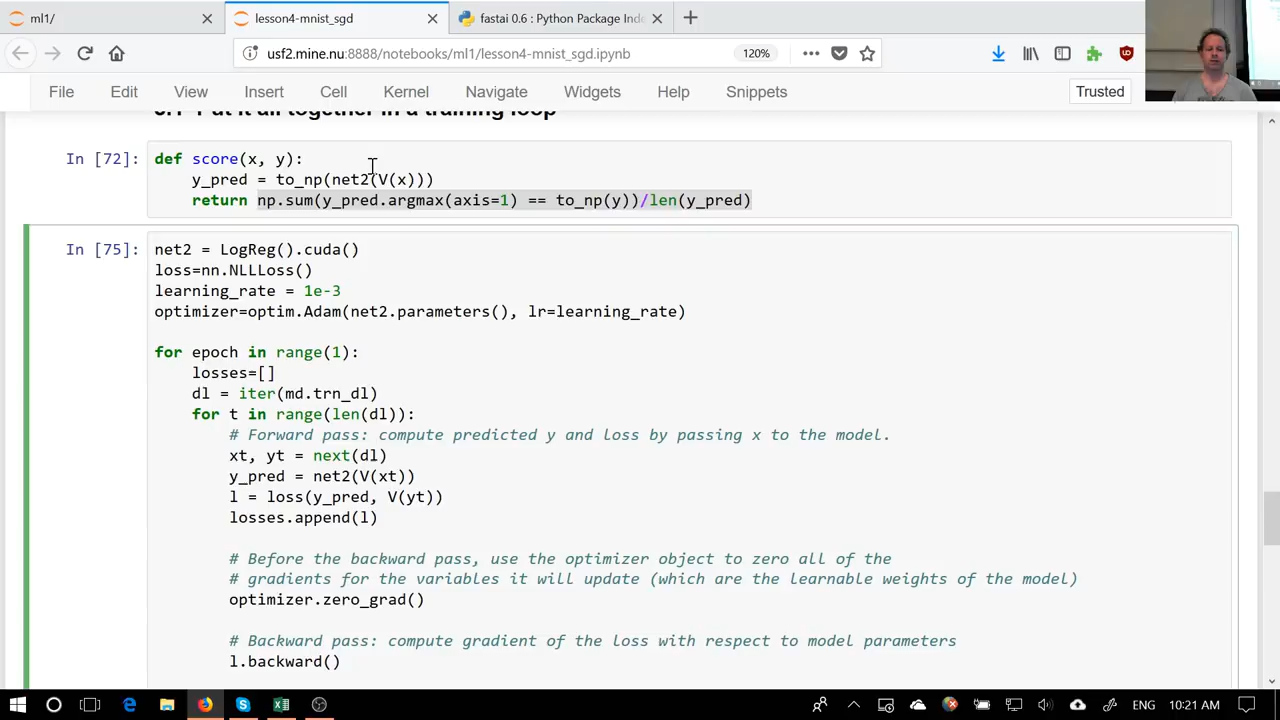 ml1/
lesson4-mnist_sgd
fastai 0.6 : Python Package Inde
usf2.mine.nu:8888/notebooks/ml1/lesson4-mnist_sgd.ipynb
120%
File Edit View Insert Cell Kernel Navigate Widgets Help Snippets
Trusted
In [72]:
def score(x, y):
y_pred = to_np(net2(V(x)))
return np.sum(y_pred.argmax(axis=1) == to_np(y))/len(y_pred)
In [75]:
net2 = LogReg().cuda()
loss=nn.NLLLoss()
learning_rate = 1e-3
optimizer=optim.Adam(net2.parameters(), lr=learning_rate)
for epoch in range(1):
losses=[]
dl = iter(md.trn_dl)
for t in range(len(dl)):
# Forward pass: compute predicted y and loss by passing x to the model.
xt, yt = next(dl)
y_pred = net2(V(xt))
l = loss(y_pred, V(yt))
losses.append(l)
# Before the backward pass, use the optimizer object to zero all of the
# gradients for the variables it will update (which are the learnable weights of the model)
optimizer.zero_grad()
# Backward pass: compute gradient of the loss with respect to model parameters
l.backward()
ENG 10:21 AM